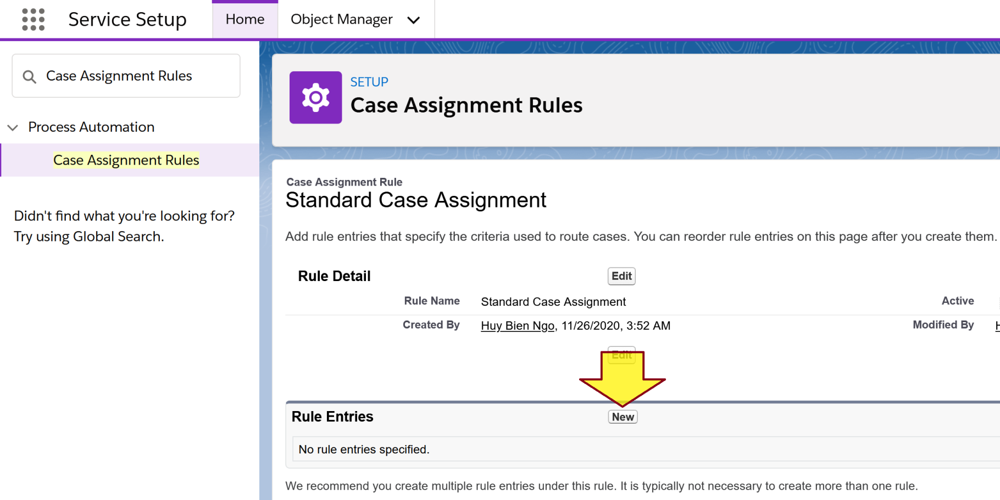 Service Setup
Home
Object Manager
Case Assignment Rules
Process Automation
Case Assignment Rules
Didn't find what you're looking for?
Try using Global Search.
SETUP
Case Assignment Rules
Case Assignment Rule
Standard Case Assignment
Add rule entries that specify the criteria used to route cases. You can reorder rule entries on this page after you create them.
Rule Detail
Edit
Rule Name Standard Case Assignment Active
Created By Huy Bien Ngo, 11/26/2020, 3:52 AM Modified By H
Edit
Rule Entries
New
No rule entries specified.
We recommend you create multiple rule entries under this rule. It is typically not necessary to create more than one rule.